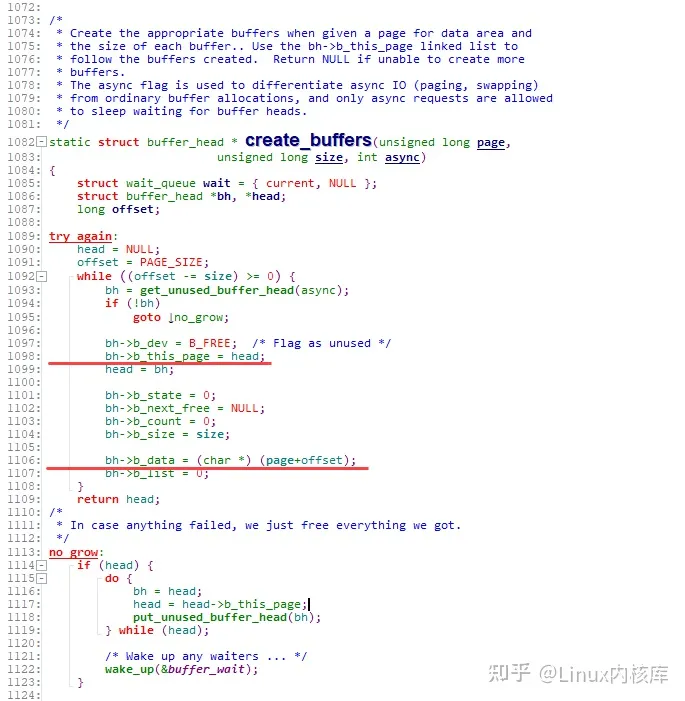 1072:
1073: /*
1074:  * Create the appropriate buffers when given a page for data area and
1075:  * the size of each buffer.. Use the bh->b_this_page linked list to
1076:  * follow the buffers created.  Return NULL if unable to create more
1077:  * buffers.
1078:  * The async flag is used to differentiate async IO (paging, swapping)
1079:  * from ordinary buffer allocations, and only async requests are allowed
1080:  * to sleep waiting for buffer heads.
1081:  */
1082: static struct buffer_head * create_buffers(unsigned long page,
1083:                         unsigned long size, int async)
1084: {
1085:     struct wait_queue wait = { current, NULL };
1086:     struct buffer_head *bh, *head;
1087:     long offset;
1088:
1089: try_again:
1090:     head = NULL;
1091:     offset = PAGE_SIZE;
1092:     while ((offset -= size) >= 0) {
1093:         bh = get_unused_buffer_head(async);
1094:         if (!bh)
1095:             goto no_grow;
1096:
1097:         bh->b_dev = B_FREE;  /* Flag as unused */
1098:         bh->b_this_page = head;
1099:         head = bh;
1100:
1101:         bh->b_state = 0;
1102:         bh->b_next_free = NULL;
1103:         bh->b_count = 0;
1104:         bh->b_size = size;
1105:
1106:         bh->b_data = (char *) (page+offset);
1107:         bh->b_list = 0;
1108:     }
1109:     return head;
1110: /*
1111:  * In case anything failed, we just free everything we got.
1112:  */
1113: no_grow:
1114:     if (head) {
1115:         do {
1116:             bh = head;
1117:             head = head->b_this_page;
1118:             put_unused_buffer_head(bh);
1119:         } while (head);
1120:
1121:         /* Wake up any waiters ... */
1122:         wake_up(&buffer_wait);
1123:     }
1124:
知乎 @Linux内核库